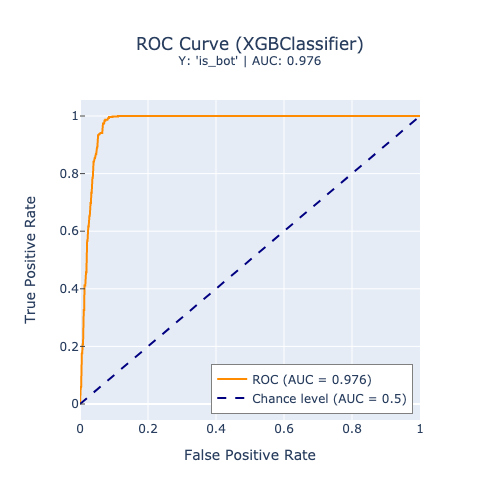 ROC Curve (XGBClassifier)
Y: 'is_bot' | AUC: 0.976
True Positive Rate
1
0.8
0.6
0.4
0.2
0
ROC (AUC = 0.976)
Chance level (AUC = 0.5)
0 0.2 0.4 0.6 0.8 1
False Positive Rate